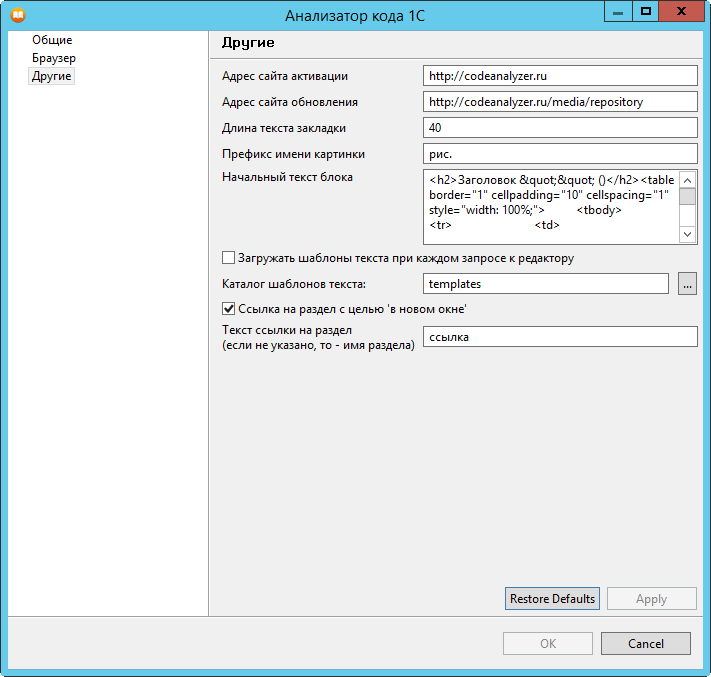 Анализатор кода 1С
Общие
Браузер
Другие
Другие
Адрес сайта активации
http://codeanalyzer.ru
Адрес сайта обновления
http://codeanalyzer.ru/media/repository
Длина текста закладки
40
Префикс имени картинки
рис.
Начальный текст блока
<h2>Заголовок &quot;&quot; ()</h2><table
border="1" cellpadding="10" cellspacing="1"
style="width: 100%;"> <tbody>
<tr> <td>
Загружать шаблоны текста при каждом запросе к редактору
Каталог шаблонов текста:
templates
...
Ссылка на раздел с целью 'в новом окне'
Текст ссылки на раздел
(если не указано, то - имя раздела)
ссылка
Restore Defaults
Apply
OK
Cancel